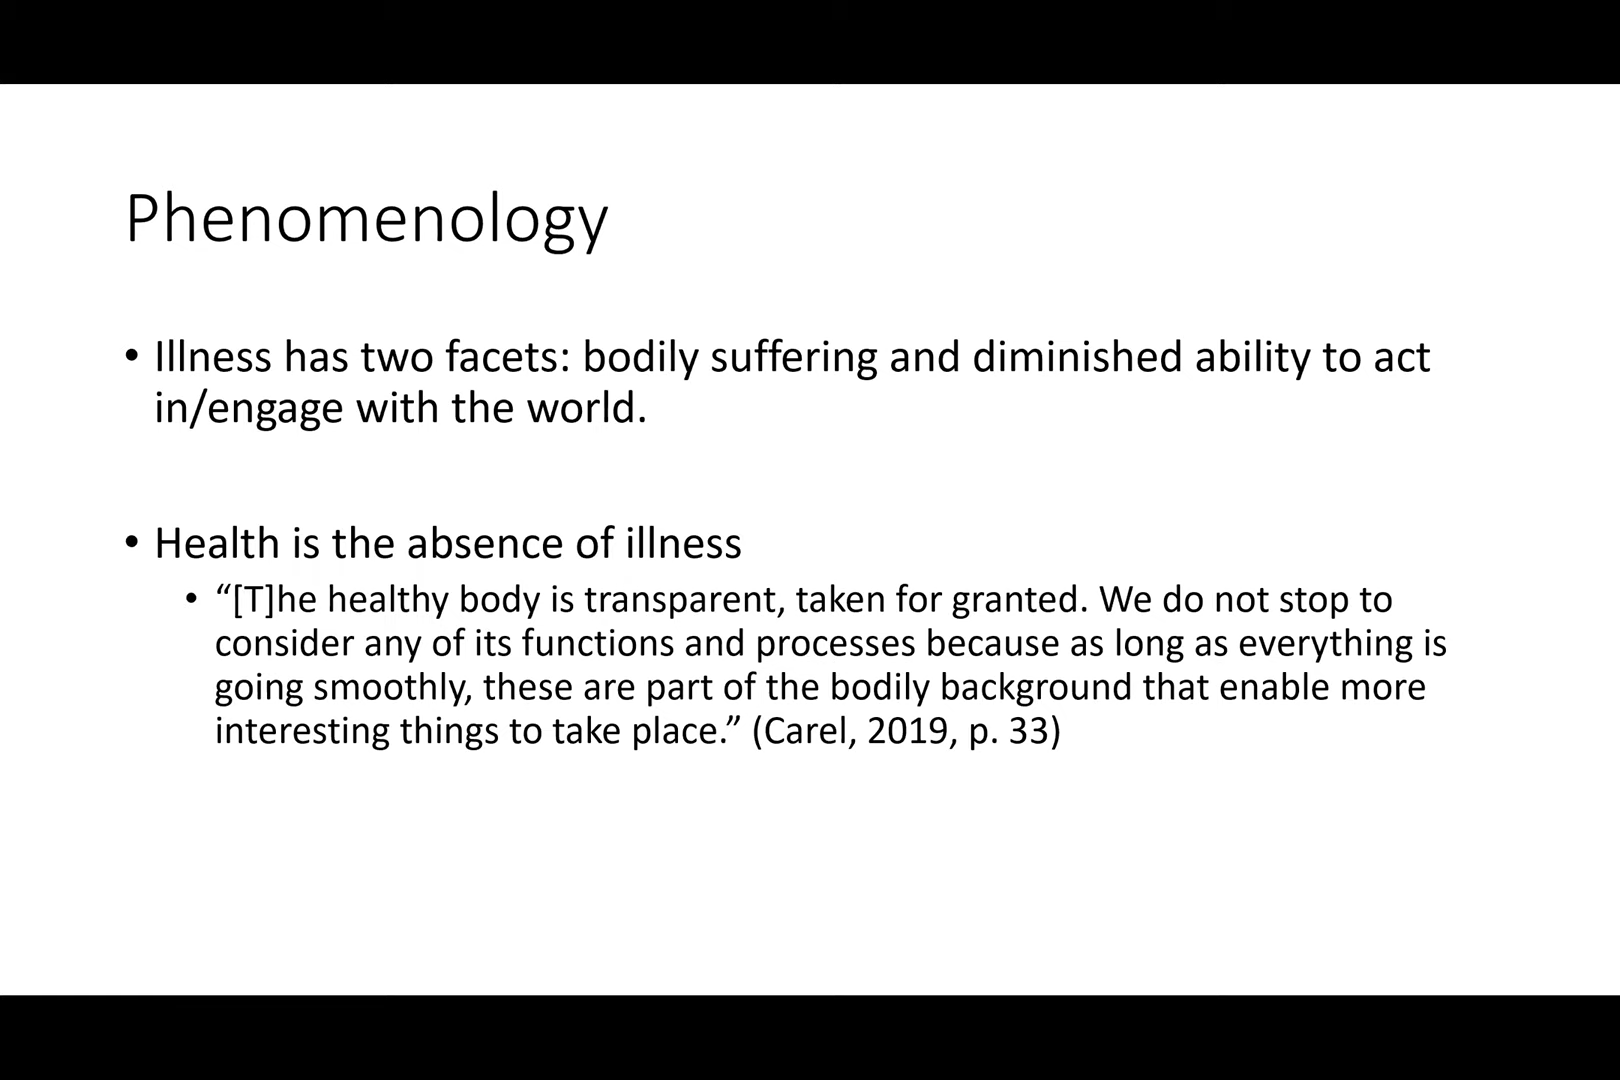 Phenomenology
• Illness has two facets: bodily suffering and diminished ability to act
in/engage with the world.
• Health is the absence of illness
• “[T]he healthy body is transparent, taken for granted. We do not stop to
consider any of its functions and processes because as long as everything is
going smoothly, these are part of the bodily background that enable more
interesting things to take place.” (Carel, 2019, p. 33)